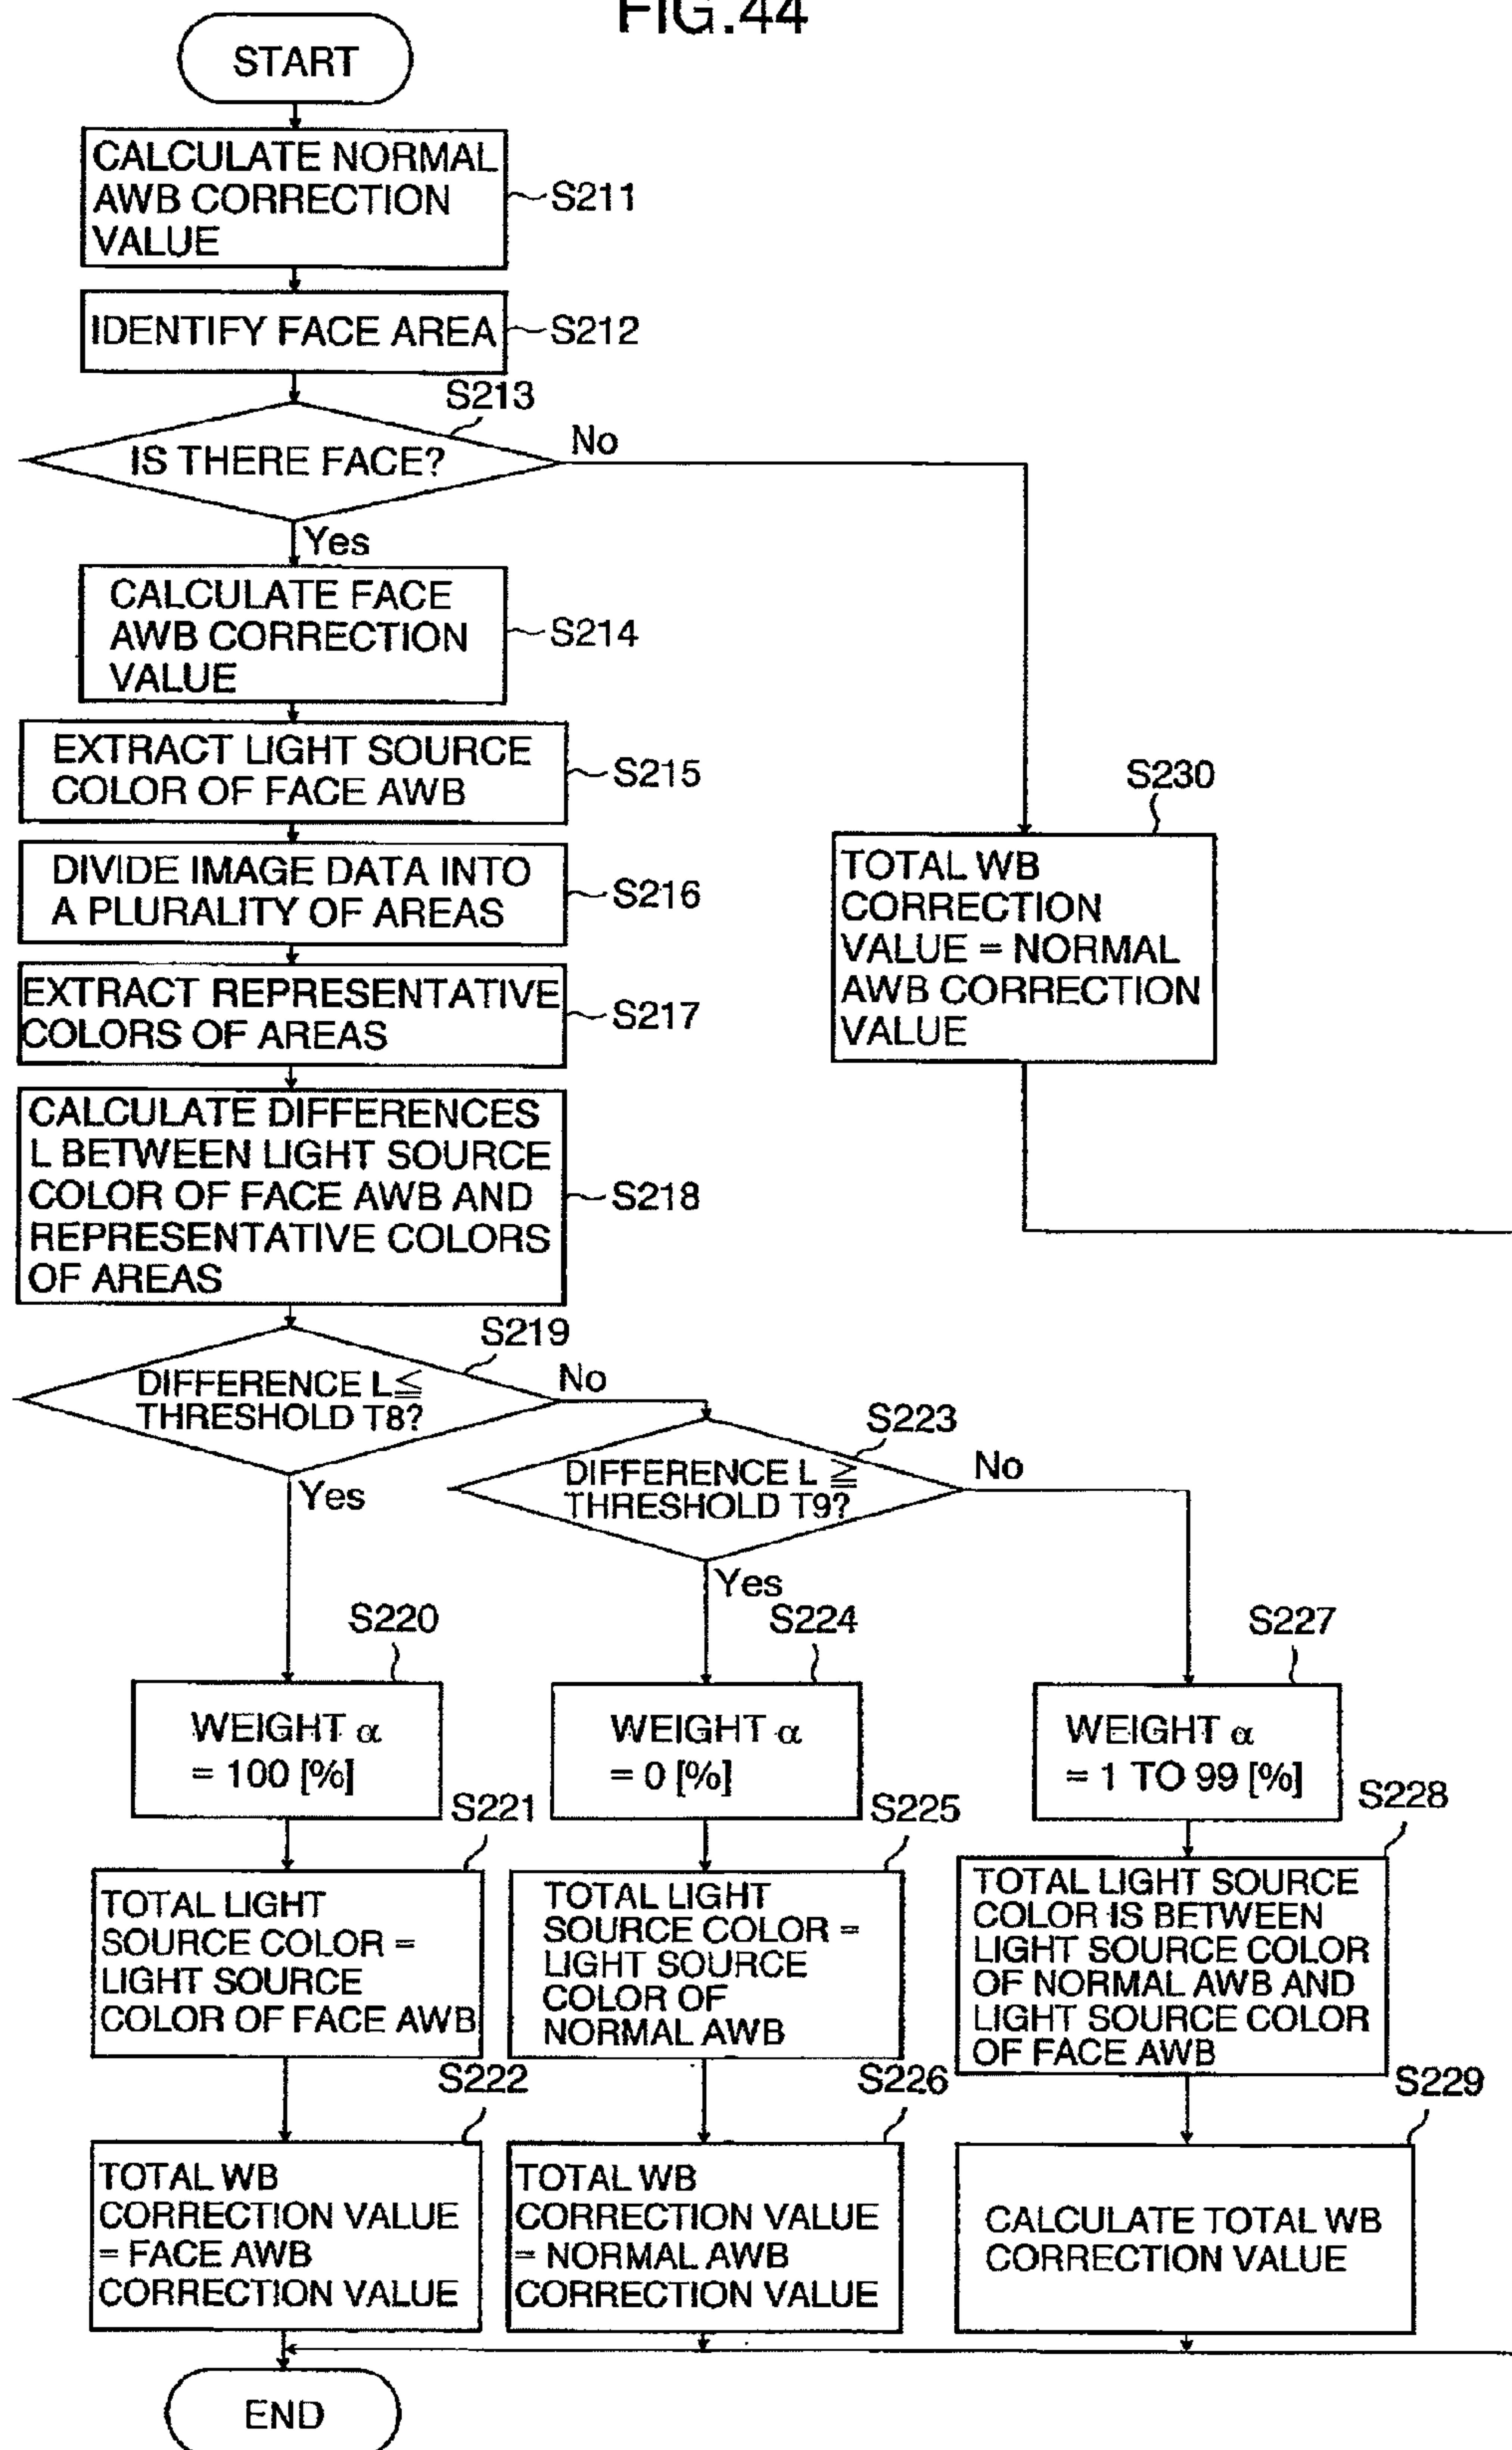 FIG.44
START
CALCULATE NORMAL
AWB CORRECTION
VALUE
S211
IDENTIFY FACE AREA
S212
S213
IS THERE FACE?
No
Yes
CALCULATE FACE
AWB CORRECTION
VALUE
S214
EXTRACT LIGHT SOURCE
COLOR OF FACE AWB
S215
DIVIDE IMAGE DATA INTO
A PLURALITY OF AREAS
S216
EXTRACT REPRESENTATIVE
COLORS OF AREAS
S217
CALCULATE DIFFERENCES
L BETWEEN LIGHT SOURCE
COLOR OF FACE AWB AND
REPRESENTATIVE COLORS
OF AREAS
S218
S230
TOTAL WB
CORRECTION
VALUE = NORMAL
AWB CORRECTION
VALUE
S219
DIFFERENCE L≦
THRESHOLD T8?
No
Yes
S223
DIFFERENCE L ≧
THRESHOLD T9?
No
Yes
S220
WEIGHT α
= 100 [%]
S224
WEIGHT α
= 0 [%]
S227
WEIGHT α
= 1 TO 99 [%]
S221
TOTAL LIGHT
SOURCE COLOR =
LIGHT SOURCE
COLOR OF FACE AWB
S225
TOTAL LIGHT
SOURCE COLOR =
LIGHT SOURCE
COLOR OF
NORMAL AWB
S228
TOTAL LIGHT SOURCE
COLOR IS BETWEEN
LIGHT SOURCE COLOR
OF NORMAL AWB AND
LIGHT SOURCE COLOR
OF FACE AWB
S222
TOTAL WB
CORRECTION VALUE
= FACE AWB
CORRECTION VALUE
S226
TOTAL WB
CORRECTION VALUE
= NORMAL AWB
CORRECTION VALUE
S229
CALCULATE TOTAL WB
CORRECTION VALUE
END